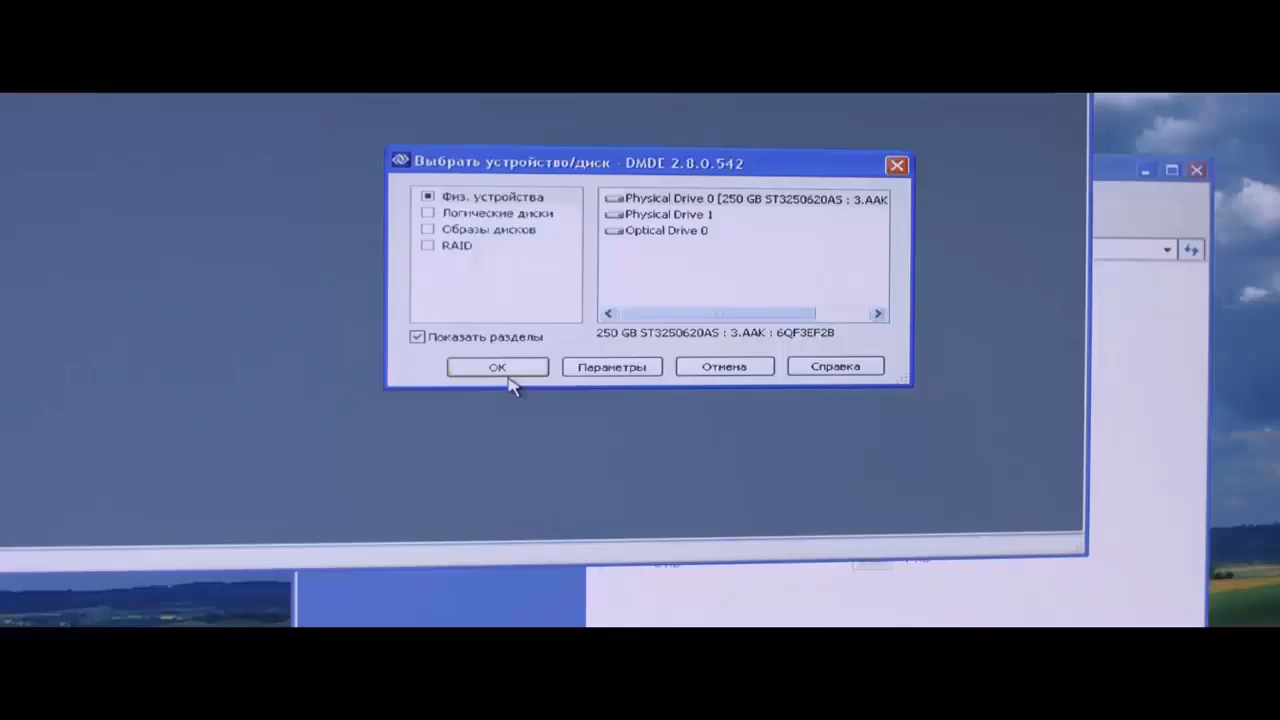 Выбрать устройство/диск - DMDE 2.8.0.542
Физ. устройства
Логические диски
Образы дисков
RAID
Physical Drive 0 [250 GB ST3250620AS : 3.AAK
Physical Drive 1
Optical Drive 0
Показать разделы
250 GB ST3250620AS : 3.AAK : 6QF3EF2B
OK
Параметры
Отмена
Справка